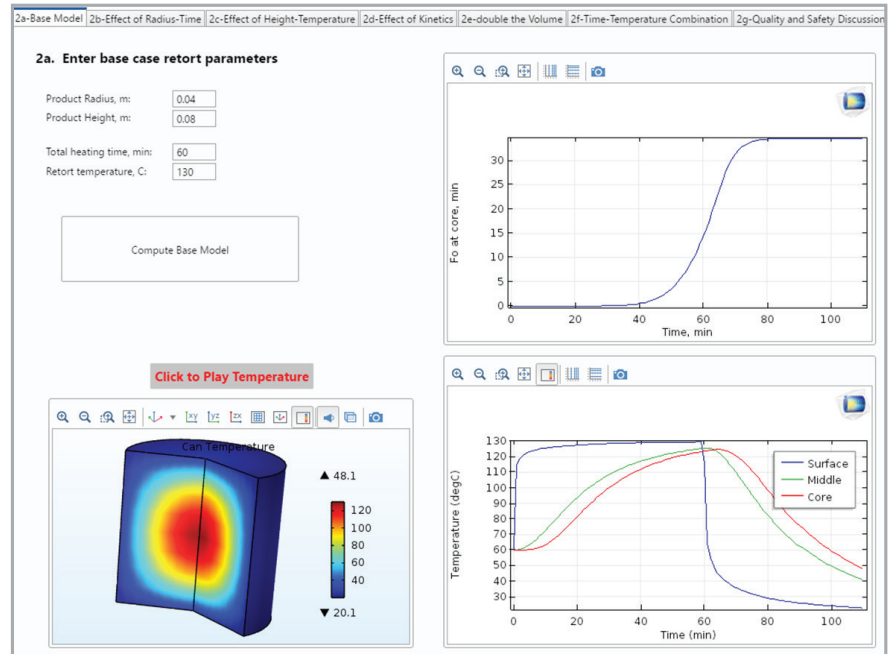 2a-Base Model 2b-Effect of Radius-Time 2c-Effect of Height-Temperature 2d-Effect of Kinetics 2e-double the Volume 2f-Time-Temperature Combination 2g-Quality and Safety Discussion
2a. Enter base case retort parameters
Product Radius, m: 0.04
Product Height, m: 0.08
Total heating time, min: 60
Retort temperature, C: 130
Compute Base Model
Click to Play Temperature
xy yz zx
Can Temperature
▲ 48.1
120
100
80
60
40
▼ 20.1
Fo at core, min
30
25
20
15
10
5
0
0 20 40 60 80 100
Time, min
Temperature (degC)
130
120
110
100
90
80
70
60
50
40
30
Surface
Middle
Core
0 20 40 60 80 100
Time (min)